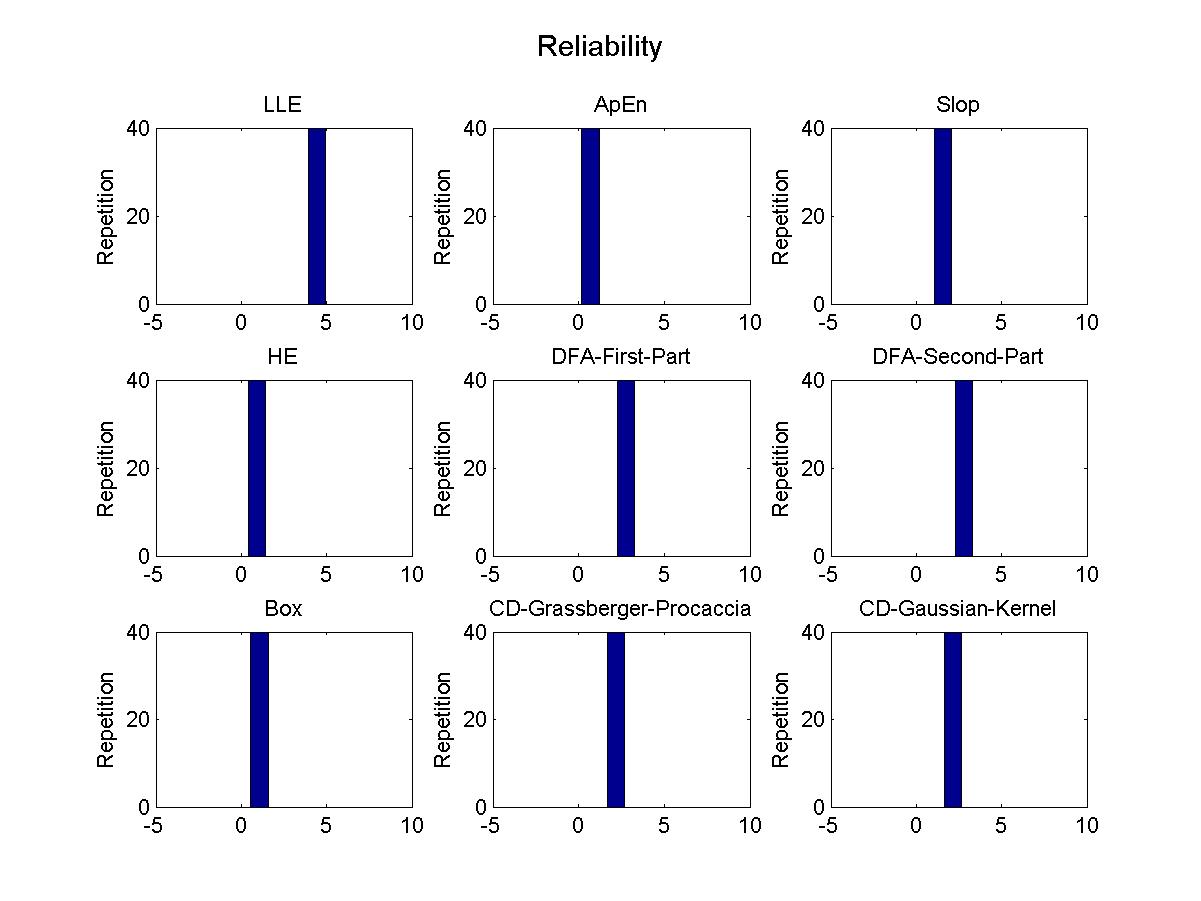 Reliability
LLE ApEn Slop
40 40 40
Repetition Repetition Repetition
20 20 20
0 0 0
-5 0 5 10 -5 0 5 10 -5 0 5 10
HE DFA-First-Part DFA-Second-Part
40 40 40
Repetition Repetition Repetition
20 20 20
0 0 0
-5 0 5 10 -5 0 5 10 -5 0 5 10
Box CD-Grassberger-Procaccia CD-Gaussian-Kernel
40 40 40
Repetition Repetition Repetition
20 20 20
0 0 0
-5 0 5 10 -5 0 5 10 -5 0 5 10